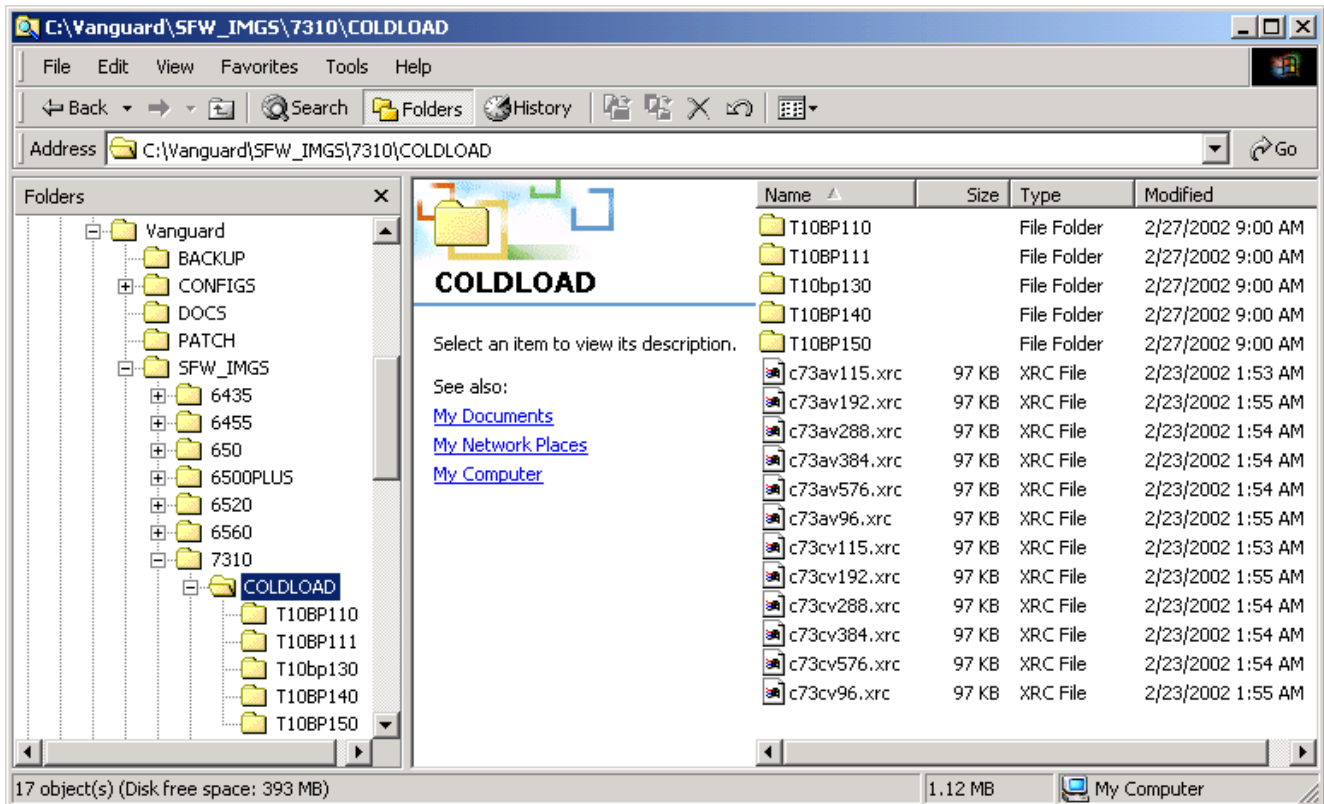 C:\Vanguard\SFW_IMGS\7310\COLDLOAD
File Edit View Favorites Tools Help
Back Search Folders History
Address C:\Vanguard\SFW_IMGS\7310\COLDLOAD Go
Folders
Vanguard
BACKUP
CONFIGS
DOCS
PATCH
SFW_IMGS
6435
6455
650
6500PLUS
6520
6560
7310
COLDLOAD
T10BP110
T10BP111
T10bp130
T10BP140
T10BP150
COLDLOAD
Select an item to view its description.
See also:
My Documents
My Network Places
My Computer
Name Size Type Modified
T10BP110 File Folder 2/27/2002 9:00 AM
T10BP111 File Folder 2/27/2002 9:00 AM
T10bp130 File Folder 2/27/2002 9:00 AM
T10BP140 File Folder 2/27/2002 9:00 AM
T10BP150 File Folder 2/27/2002 9:00 AM
c73av115.xrc 97 KB XRC File 2/23/2002 1:53 AM
c73av192.xrc 97 KB XRC File 2/23/2002 1:55 AM
c73av288.xrc 97 KB XRC File 2/23/2002 1:54 AM
c73av384.xrc 97 KB XRC File 2/23/2002 1:54 AM
c73av576.xrc 97 KB XRC File 2/23/2002 1:54 AM
c73av96.xrc 97 KB XRC File 2/23/2002 1:55 AM
c73cv115.xrc 97 KB XRC File 2/23/2002 1:53 AM
c73cv192.xrc 97 KB XRC File 2/23/2002 1:55 AM
c73cv288.xrc 97 KB XRC File 2/23/2002 1:54 AM
c73cv384.xrc 97 KB XRC File 2/23/2002 1:54 AM
c73cv576.xrc 97 KB XRC File 2/23/2002 1:54 AM
c73cv96.xrc 97 KB XRC File 2/23/2002 1:55 AM
17 object(s) (Disk free space: 393 MB) 1.12 MB My Computer